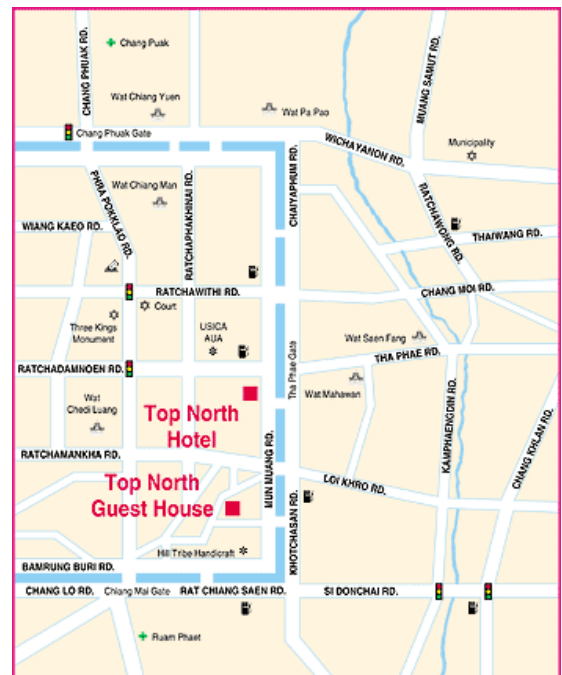 CHANG PHUAK RD.
Chang Puak
MUANG SAMUT RD.
Wat Chiang Yuen
Wat Pa Pao
Chang Phuak Gate
WICHAYANON RD.
Municipality
PHRA POKKLAO RD.
Wat Chiang Man
RATCHAPHAKHINAI RD.
CHAIYAPHUM RD.
RATCHAWONG RD.
WIANG KAEO RD.
THAIWANG RD.
RATCHAWITHI RD.
CHANG MOI RD.
Court
Three Kings
Monument
USICA
AUA
Wat Saen Fang
Tha Phae Gate
THA PHAE RD.
RATCHADAMNOEN RD.
Wat
Chedi Luang
Top North
Hotel
Wat Mahawan
KAMPHAENGDIN RD.
CHANG KHLAN RD.
RATCHAMANKHA RD.
MUN MUANG RD.
Top North
Guest House
LOI KHRO RD.
KHOTCHASAN RD.
Hill Tribe Handicraft
BAMRUNG BURI RD.
CHANG LO RD.
Chiang Mai Gate
RAT CHIANG SAEN RD.
SI DONCHAI RD.
Ruam Phaet